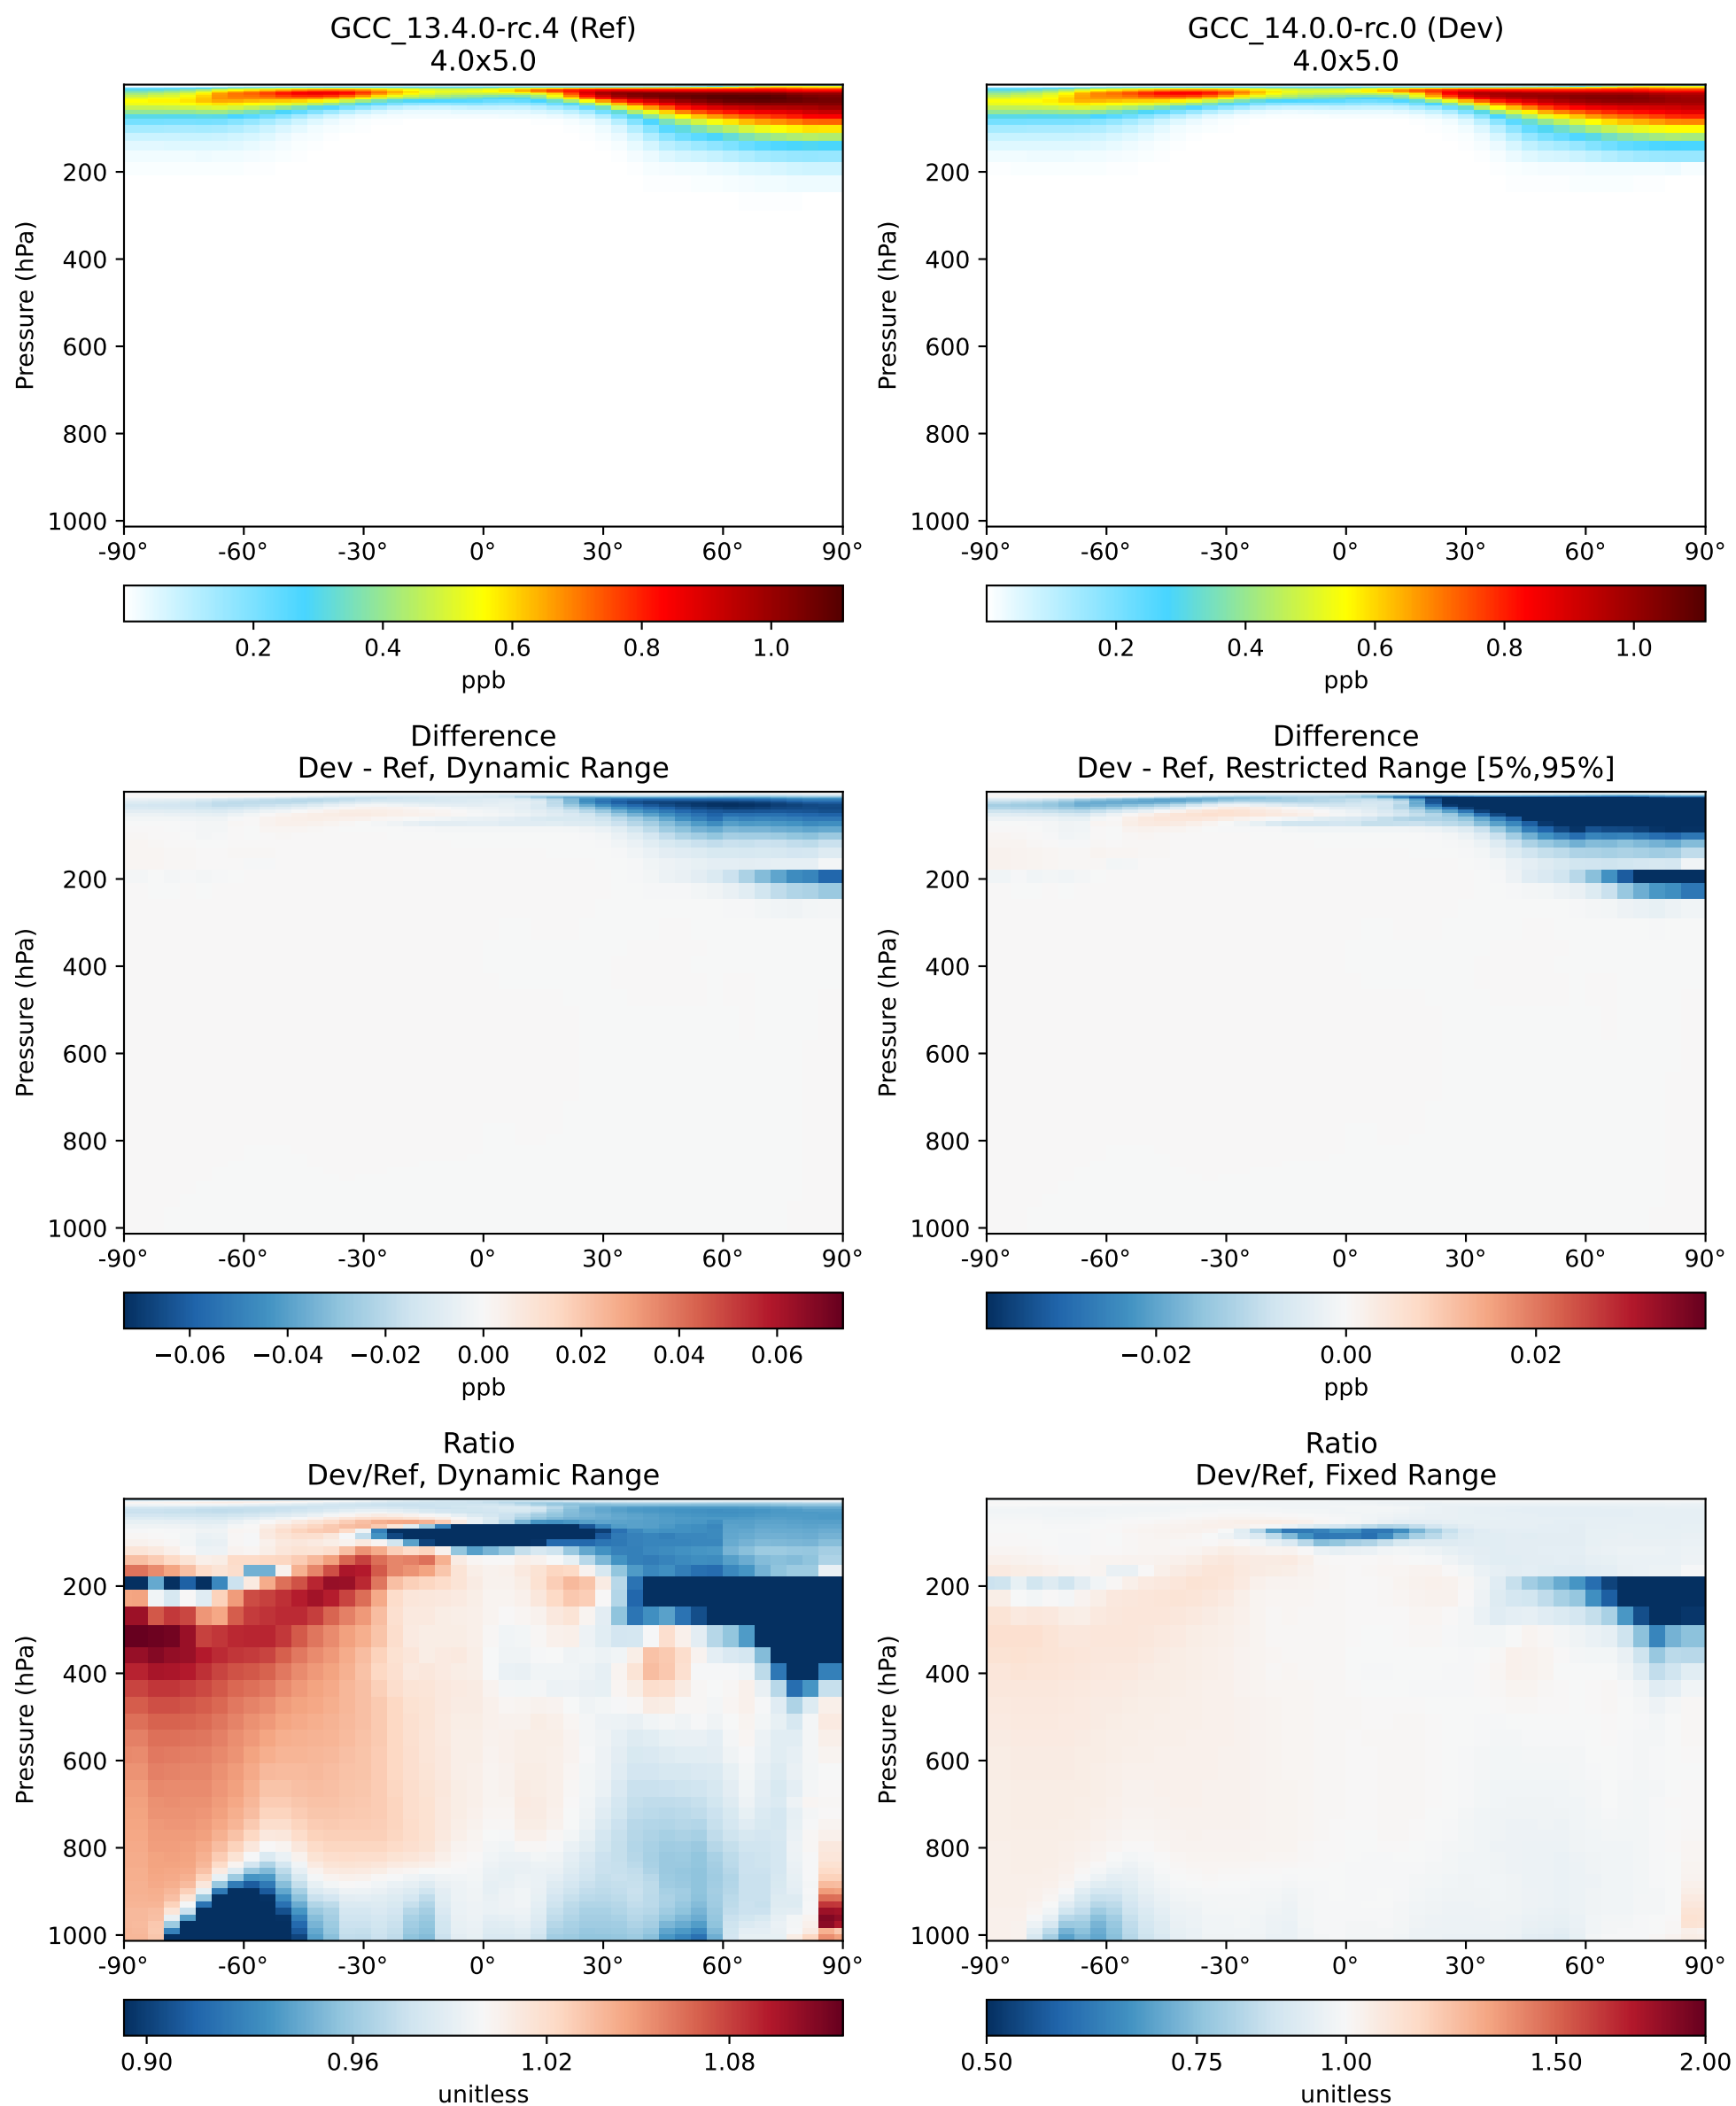 GCC_13.4.0-rc.4 (Ref)
4.0x5.0
Pressure (hPa)
200
400
600
800
1000
-90° -60° -30° 0° 30° 60° 90°
0.2 0.4 0.6 0.8 1.0
ppb
GCC_14.0.0-rc.0 (Dev)
4.0x5.0
Pressure (hPa)
200
400
600
800
1000
-90° -60° -30° 0° 30° 60° 90°
0.2 0.4 0.6 0.8 1.0
ppb
Difference
Dev - Ref, Dynamic Range
Pressure (hPa)
200
400
600
800
1000
-90° -60° -30° 0° 30° 60° 90°
−0.06 −0.04 −0.02 0.00 0.02 0.04 0.06
ppb
Difference
Dev - Ref, Restricted Range [5%,95%]
Pressure (hPa)
200
400
600
800
1000
-90° -60° -30° 0° 30° 60° 90°
−0.02 0.00 0.02
ppb
Ratio
Dev/Ref, Dynamic Range
Pressure (hPa)
200
400
600
800
1000
-90° -60° -30° 0° 30° 60° 90°
0.90 0.96 1.02 1.08
unitless
Ratio
Dev/Ref, Fixed Range
Pressure (hPa)
200
400
600
800
1000
-90° -60° -30° 0° 30° 60° 90°
0.50 0.75 1.00 1.50 2.00
unitless